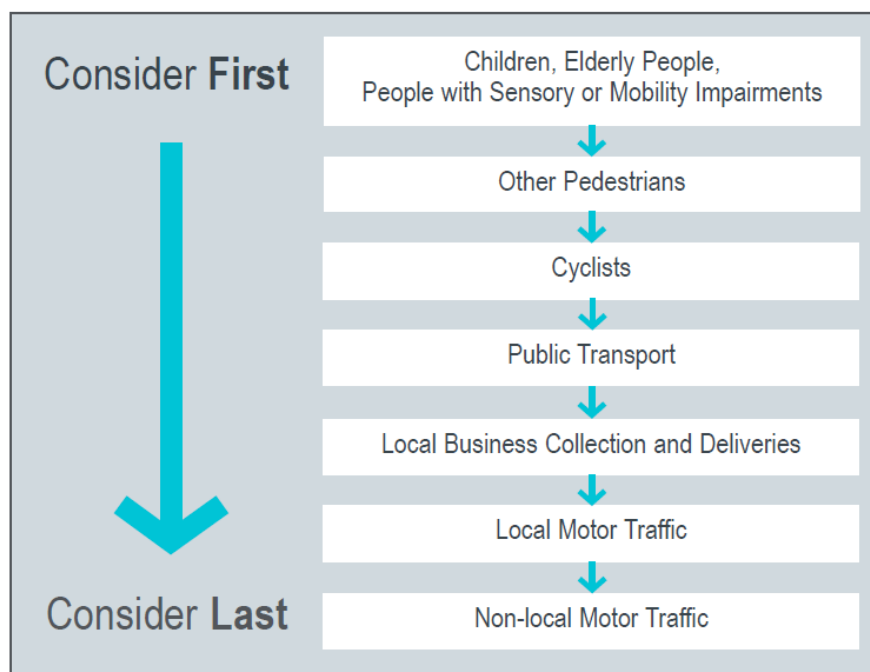 Consider First
Children, Elderly People,
People with Sensory or Mobility Impairments
Other Pedestrians
Cyclists
Public Transport
Local Business Collection and Deliveries
Local Motor Traffic
Consider Last
Non-local Motor Traffic